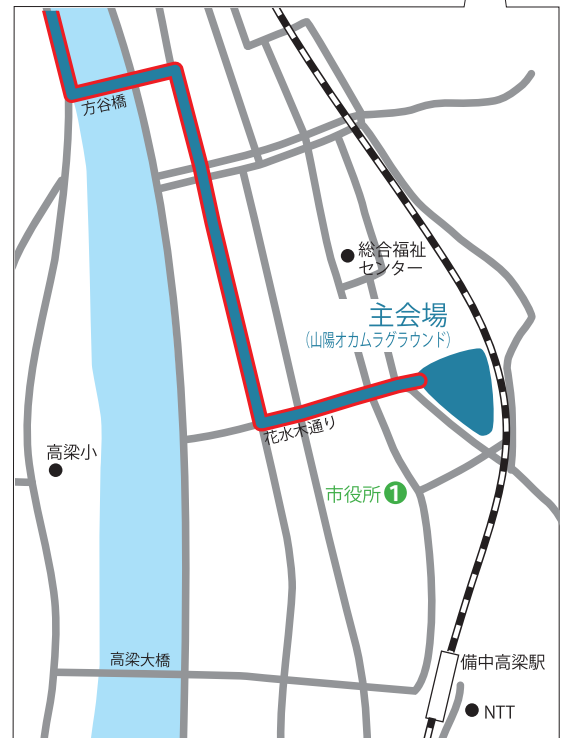 方谷橋
総合福祉
センター
主会場
(山陽オカムラグラウンド)
花水木通り
高梁小
市役所❶
高梁大橋
備中高梁駅
NTT